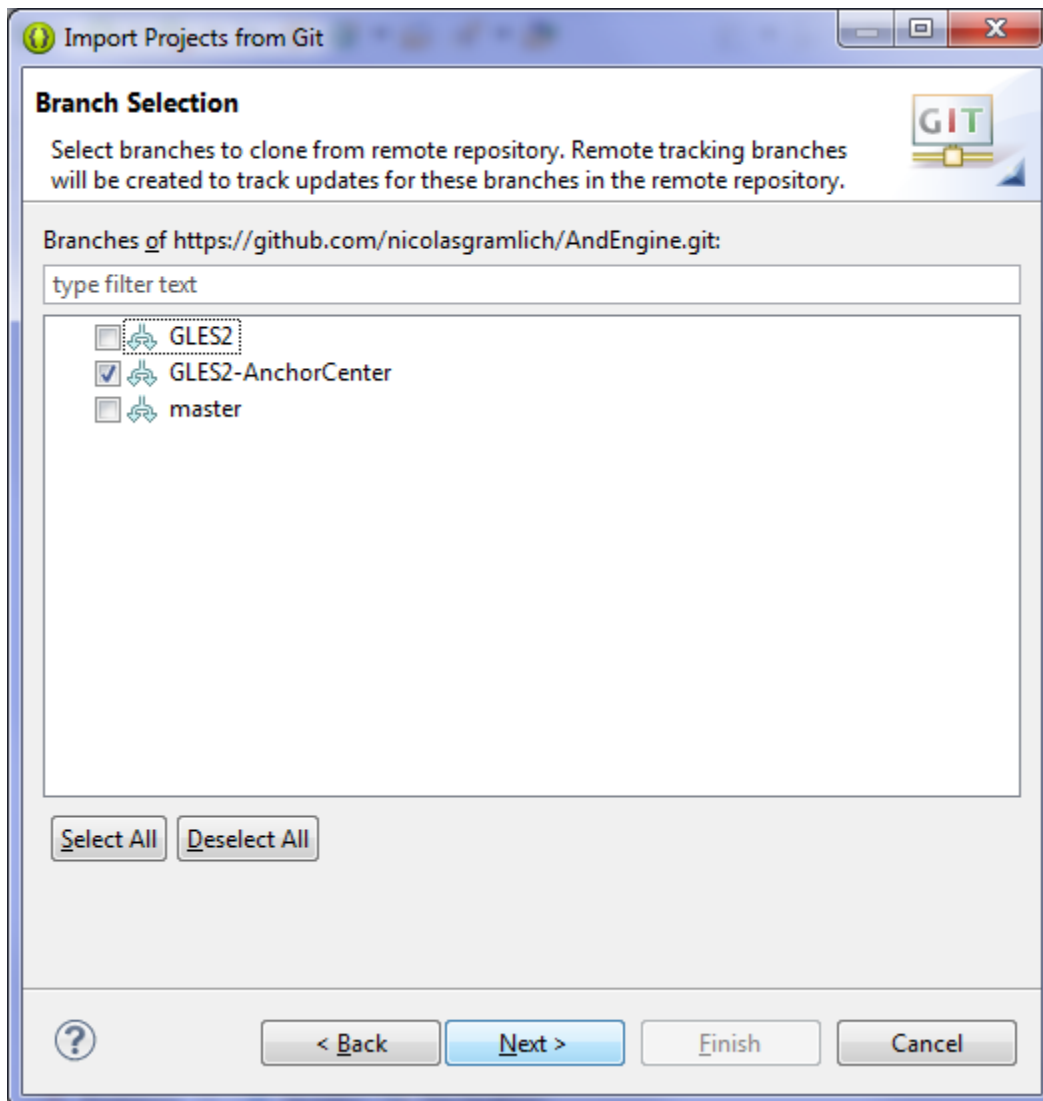 Import Projects from Git
Branch Selection
GIT
Select branches to clone from remote repository. Remote tracking branches
will be created to track updates for these branches in the remote repository.
Branches of https://github.com/nicolasgramlich/AndEngine.git:
type filter text
GLES2
GLES2-AnchorCenter
master
Select All Deselect All
? < Back Next > Finish Cancel